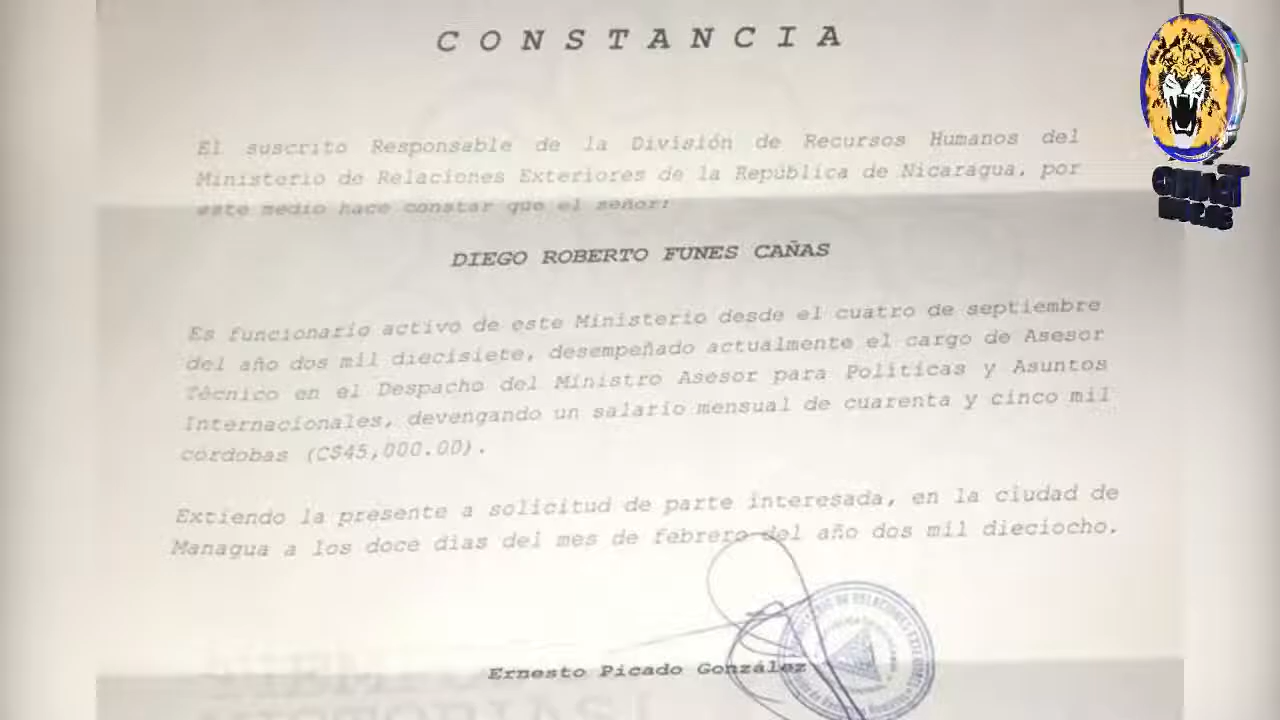 C O N S T A N C I A
El suscrito Responsable de la División de Recursos Humanos del
Ministerio de Relaciones Exteriores de la República de Nicaragua, por
este medio hace constar que el señor:
DIEGO ROBERTO FUNES CAÑAS
Es funcionario activo de este Ministerio desde el cuatro de septiembre
del año dos mil diecisiete, desempeñado actualmente el cargo de Asesor
Técnico en el Despacho del Ministro Asesor para Políticas y Asuntos
Internacionales, devengando un salario mensual de cuarenta y cinco mil
córdobas (C$45,000.00).
Extiendo la presente a solicitud de parte interesada, en la ciudad de
Managua a los doce días del mes de febrero del año dos mil dieciocho.
Ernesto Picado González
DE RELACIONES